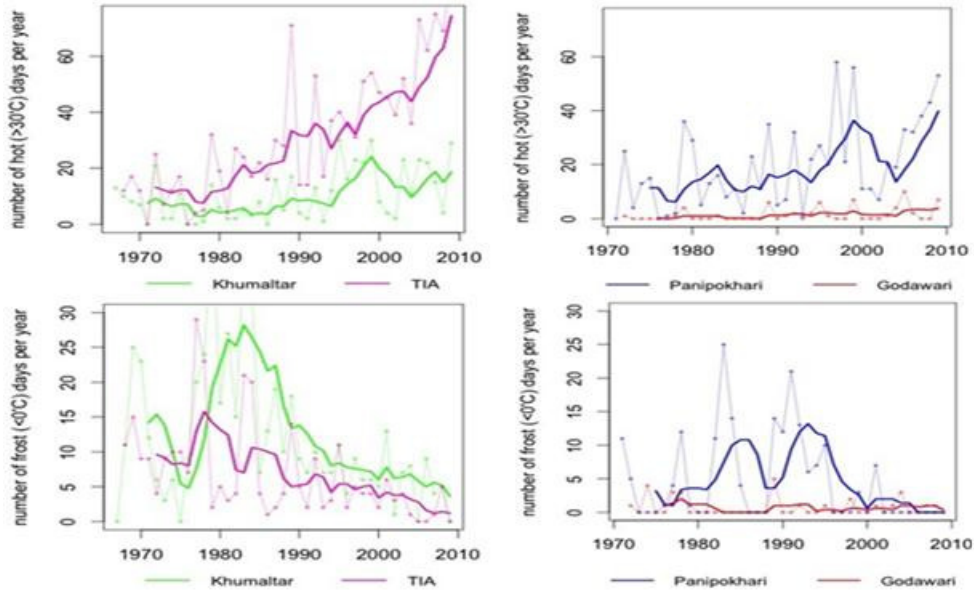 number of hot (>30°C) days per year
60
40
20
0
1970 1980 1990 2000 2010
Khumaltar TIA
number of hot (>30°C) days per year
60
40
20
0
1970 1980 1990 2000 2010
Panipokhari Godawari
number of frost (<0°C) days per year
30
25
20
15
10
5
0
1970 1980 1990 2000 2010
Khumaltar TIA
number of frost (<0°C) days per year
30
25
20
15
10
5
0
1970 1980 1990 2000 2010
Panipokhari Godawari